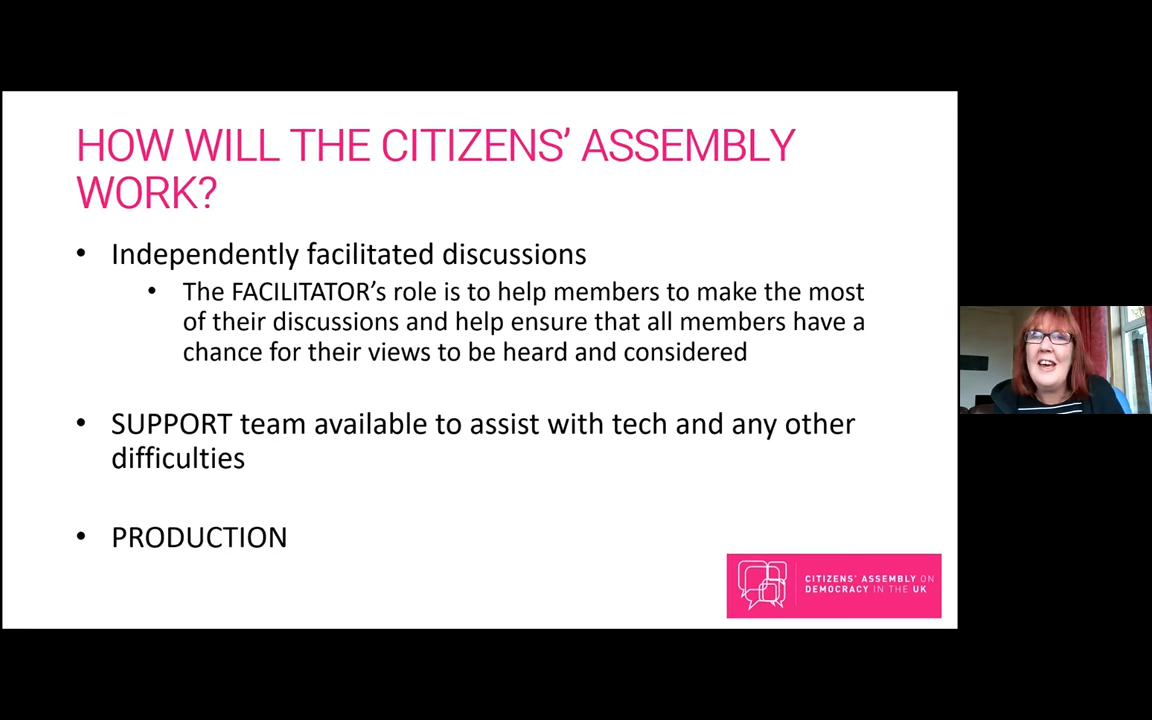 HOW WILL THE CITIZENS’ ASSEMBLY
WORK?
• Independently facilitated discussions
• The FACILITATOR’s role is to help members to make the most
of their discussions and help ensure that all members have a
chance for their views to be heard and considered
• SUPPORT team available to assist with tech and any other
difficulties
• PRODUCTION
CITIZENS’ ASSEMBLY ON
DEMOCRACY IN THE UK